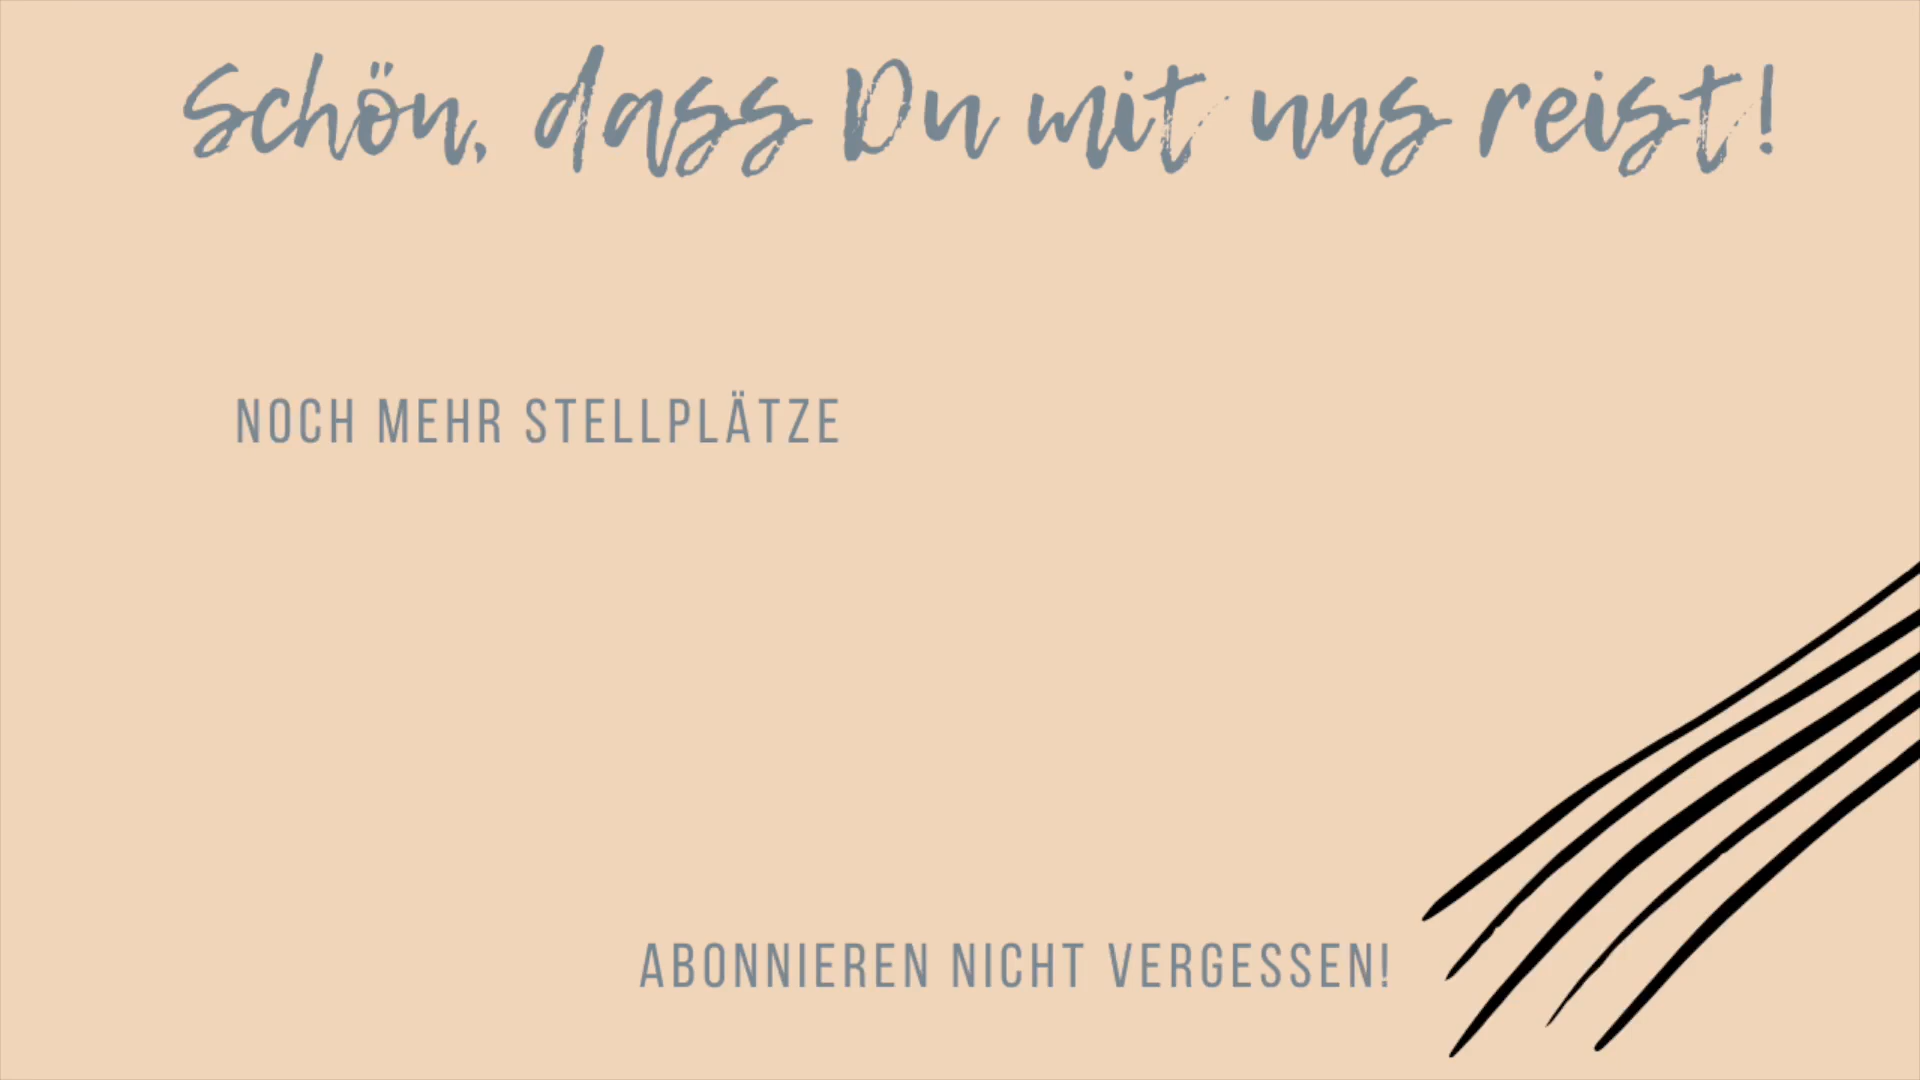 Schön, dass Du mit uns reist!
NOCH MEHR STELLPLÄTZE
ABONNIEREN NICHT VERGESSEN!